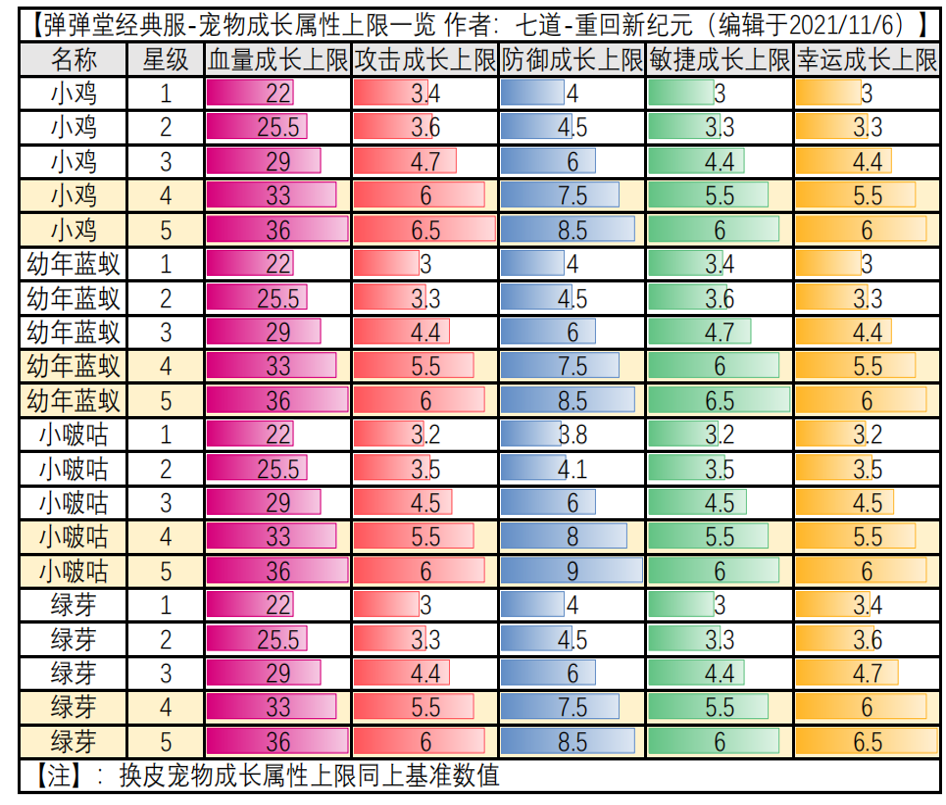 【弹弹堂经典服-宠物成长属性上限一览 作者：七道-重回新纪元（编辑于2021/11/6）】
名称 星级 血量成长上限 攻击成长上限 防御成长上限 敏捷成长上限 幸运成长上限
小鸡 1 22 3.4 4 3 3
小鸡 2 25.5 3.6 4.5 3.3 3.3
小鸡 3 29 4.7 6 4.4 4.4
小鸡 4 33 6 7.5 5.5 5.5
小鸡 5 36 6.5 8.5 6 6
幼年蓝蚁 1 22 3 4 3.4 3
幼年蓝蚁 2 25.5 3.3 4.5 3.6 3.3
幼年蓝蚁 3 29 4.4 6 4.7 4.4
幼年蓝蚁 4 33 5.5 7.5 6 5.5
幼年蓝蚁 5 36 6 8.5 6.5 6
小啵咕 1 22 3.2 3.8 3.2 3.2
小啵咕 2 25.5 3.5 4.1 3.5 3.5
小啵咕 3 29 4.5 6 4.5 4.5
小啵咕 4 33 5.5 8 5.5 5.5
小啵咕 5 36 6 9 6 6
绿芽 1 22 3 4 3 3.4
绿芽 2 25.5 3.3 4.5 3.3 3.6
绿芽 3 29 4.4 6 4.4 4.7
绿芽 4 33 5.5 7.5 5.5 6
绿芽 5 36 6 8.5 6 6.5
【注】：换皮宠物成长属性上限同上基准数值